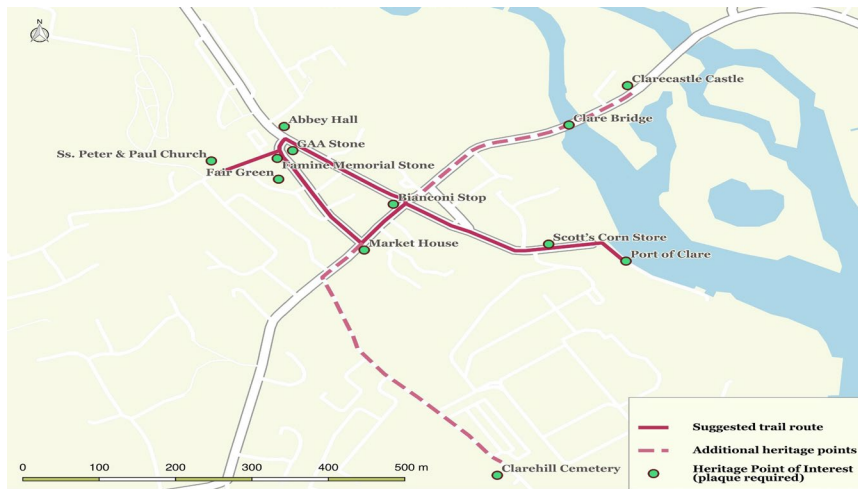 N
Clarecastle Castle
Clare Bridge
Abbey Hall
GAA Stone
Ss. Peter & Paul Church
Famine Memorial Stone
Fair Green
Bianconi Stop
Market House
Scott's Corn Store
Port of Clare
Suggested trail route
Additional heritage points
Heritage Point of Interest
(plaque required)
Clarehill Cemetery
0 100 200 330 400 500 m